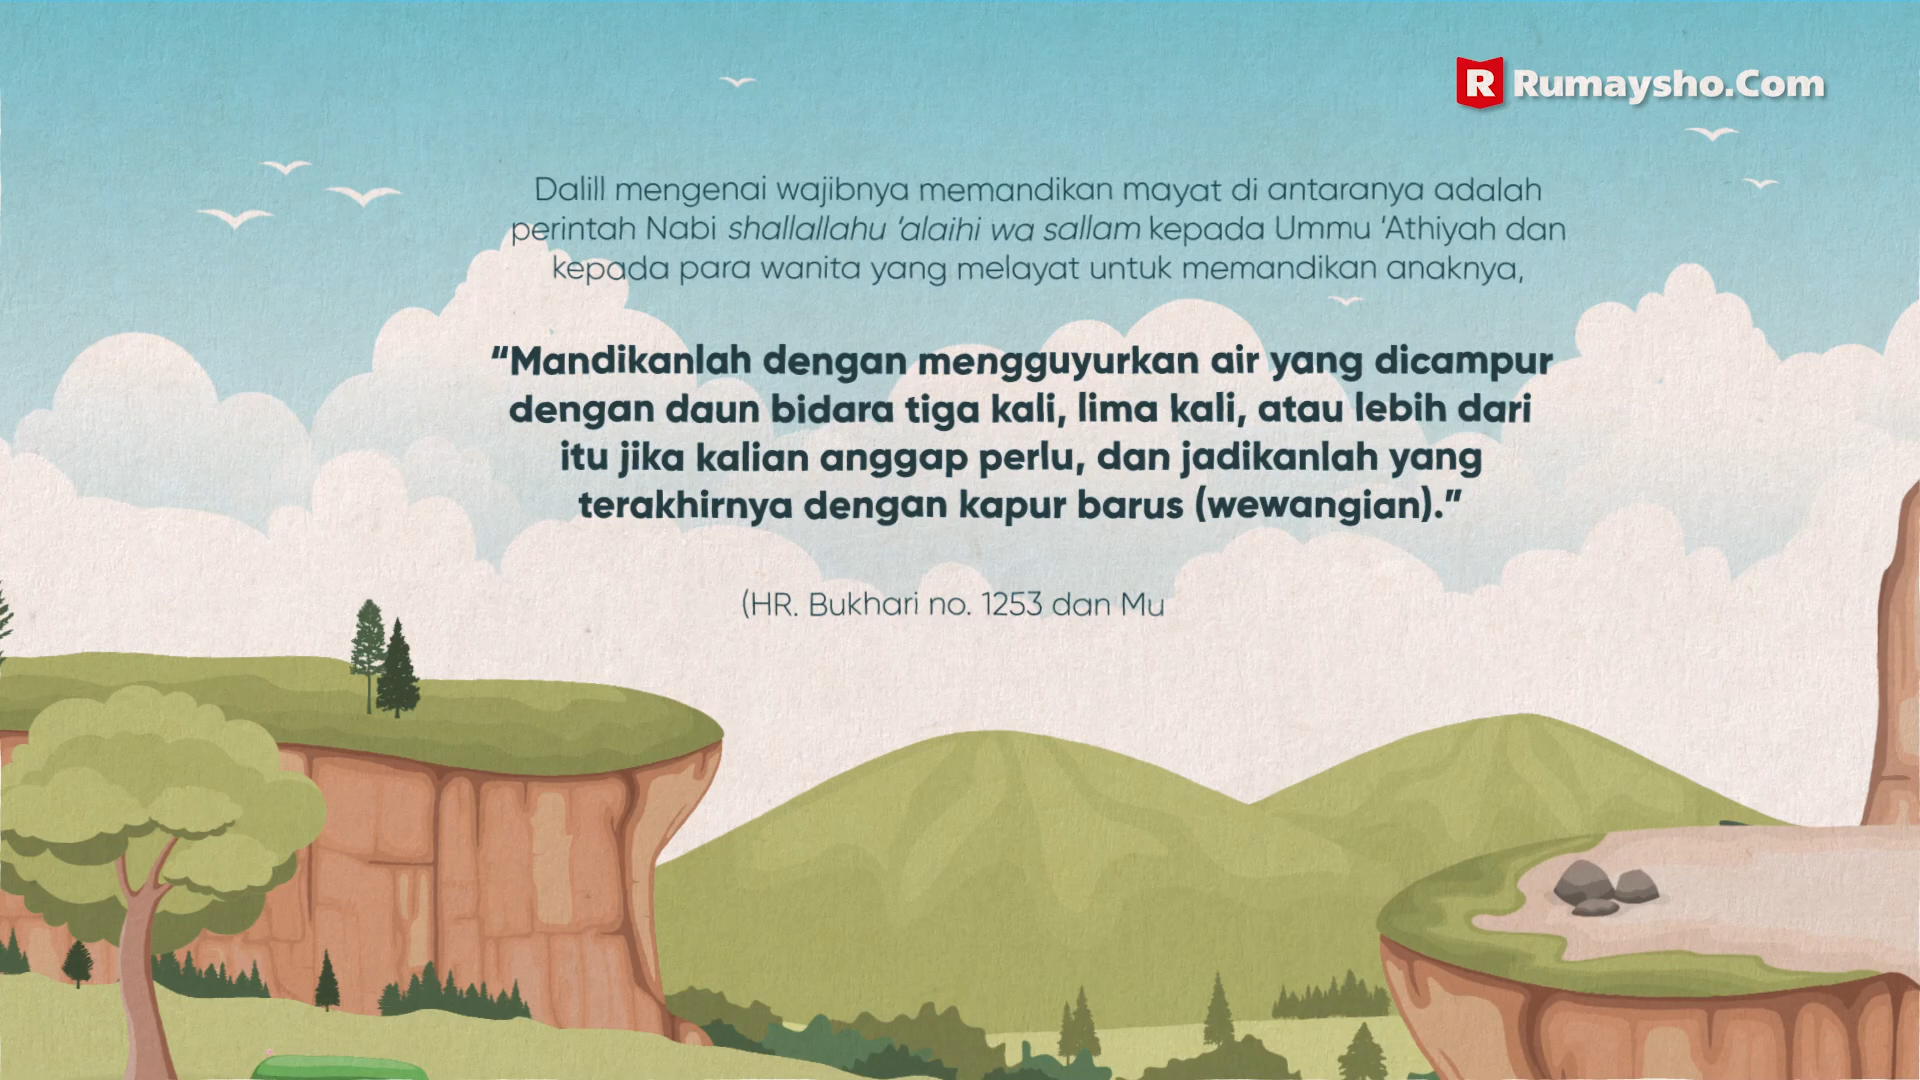 R Rumaysho.Com
Dalill mengenai wajibnya memandikan mayat di antaranya adalah
perintah Nabi shallallahu ‘alaihi wa sallam kepada Ummu ‘Athiyah dan
kepada para wanita yang melayat untuk memandikan anaknya,
“Mandikanlah dengan mengguyurkan air yang dicampur
dengan daun bidara tiga kali, lima kali, atau lebih dari
itu jika kalian anggap perlu, dan jadikanlah yang
terakhirnya dengan kapur barus (wewangian).”
(HR. Bukhari no. 1253 dan Mu